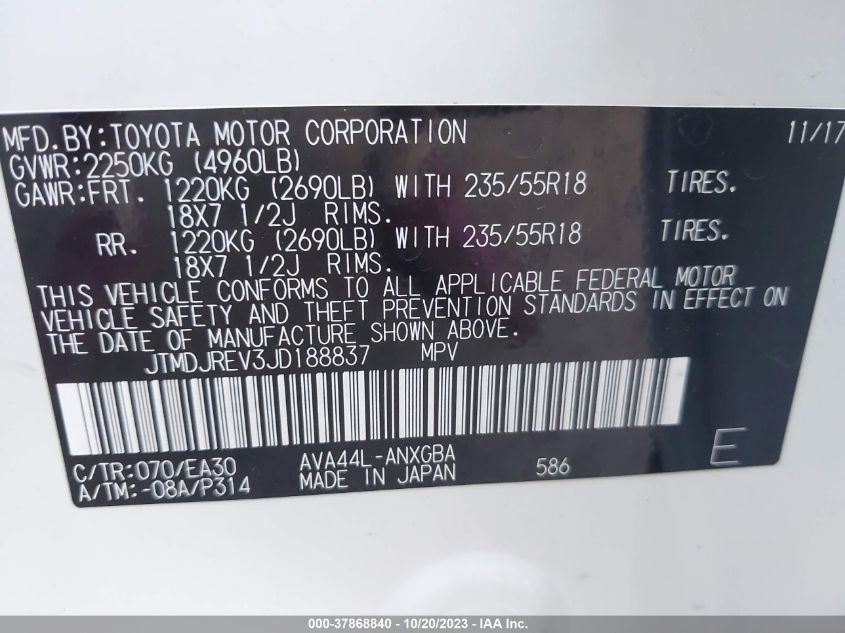 MFD.BY:TOYOTA MOTOR CORPORATION 11/17
GVWR:2250KG (4960LB)
GAWR:FRT. 1220KG (2690LB) WITH 235/55R18 TIRES.
18X7 1/2J RIMS.
RR. 1220KG (2690LB) WITH 235/55R18 TIRES.
18X7 1/2J RIMS.
THIS VEHICLE CONFORMS TO ALL APPLICABLE FEDERAL MOTOR
VEHICLE SAFETY AND THEFT PREVENTION STANDARDS IN EFFECT ON
THE DATE OF MANUFACTURE SHOWN ABOVE.
JTMDJREV3JD188837 MPV
C/TR:070/EA30 AVA44L-ANXGBA 586 E
A/TM:-08A/P314 MADE IN JAPAN
000-37868840 - 10/20/2023 - IAA Inc.